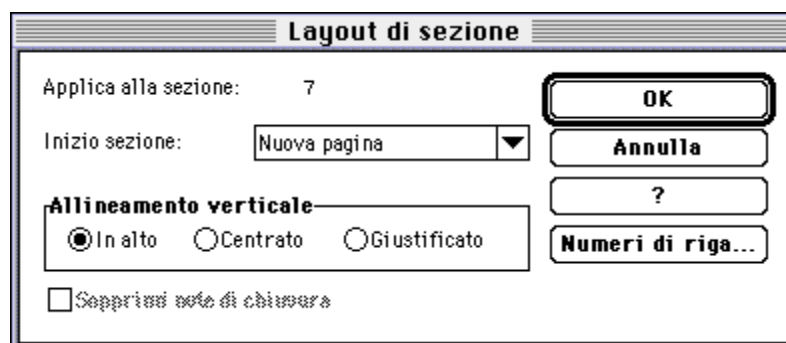 Layout di sezione
Applica alla sezione: 7
OK
Inizio sezione: Nuova pagina
Annulla
?
Allineamento verticale
In alto Centrato Giustificato
Numeri di riga...
Sopprimi note di chiusura